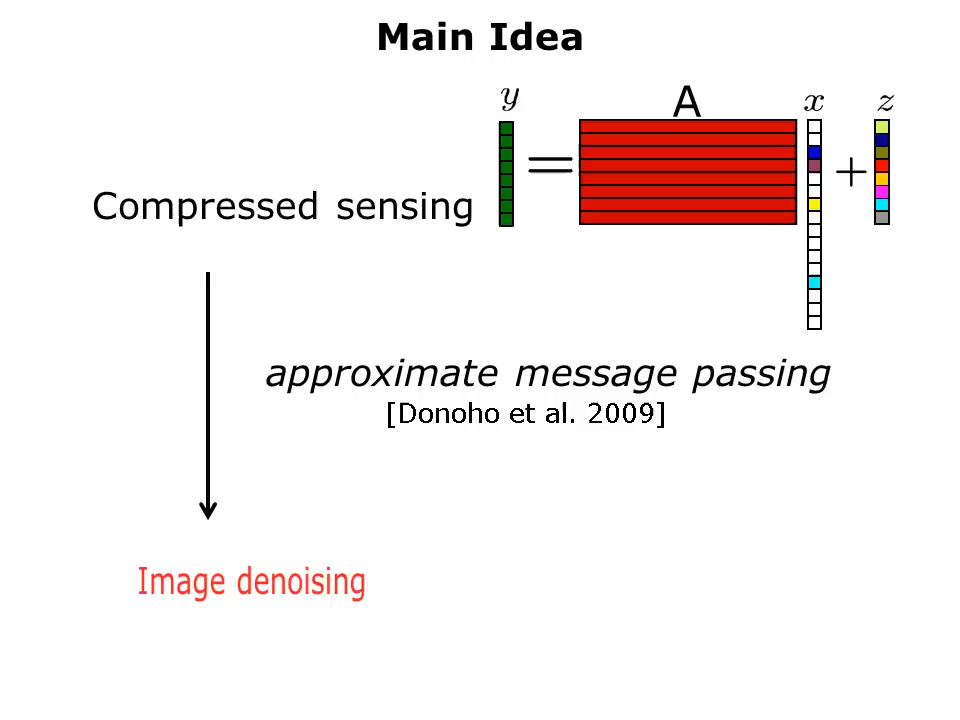 Main Idea
y = A x + z
Compressed sensing
approximate message passing
[Donoho et al. 2009]
Image denoising